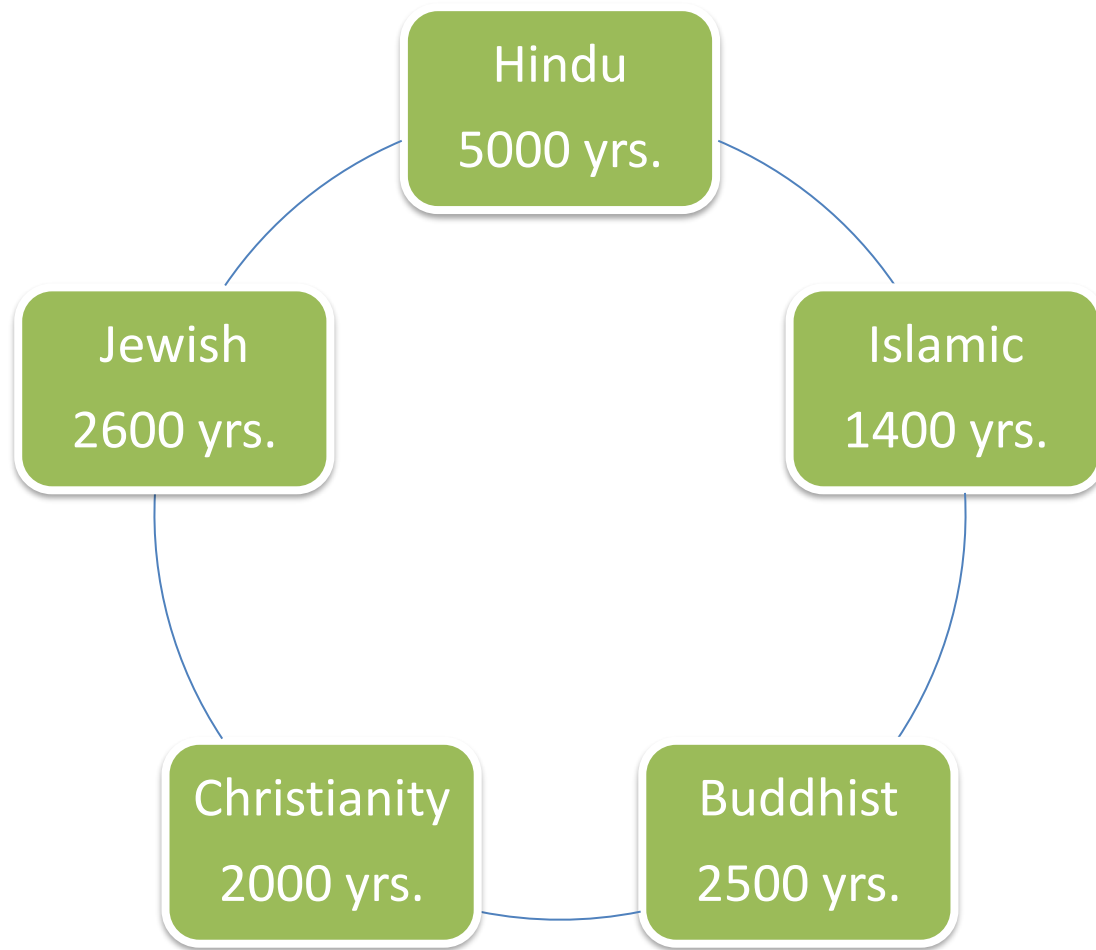 Hindu
5000 yrs.
Islamic
1400 yrs.
Buddhist
2500 yrs.
Christianity
2000 yrs.
Jewish
2600 yrs.